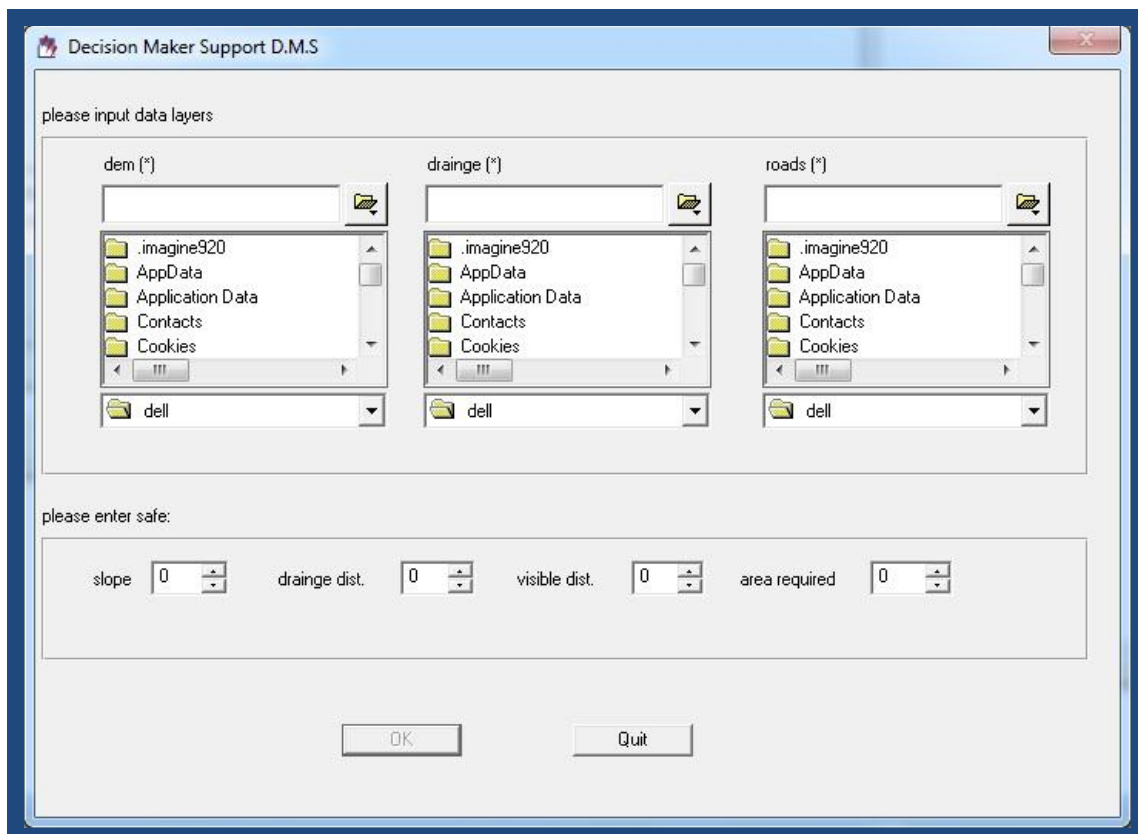 Decision Maker Support D.M.S
please input data layers
dem (*)
drainge (*)
roads (*)
.imagine920
AppData
Application Data
Contacts
Cookies
dell
.imagine920
AppData
Application Data
Contacts
Cookies
dell
.imagine920
AppData
Application Data
Contacts
Cookies
dell
please enter safe:
slope 0 drainge dist. 0 visible dist. 0 area required 0
OK Quit